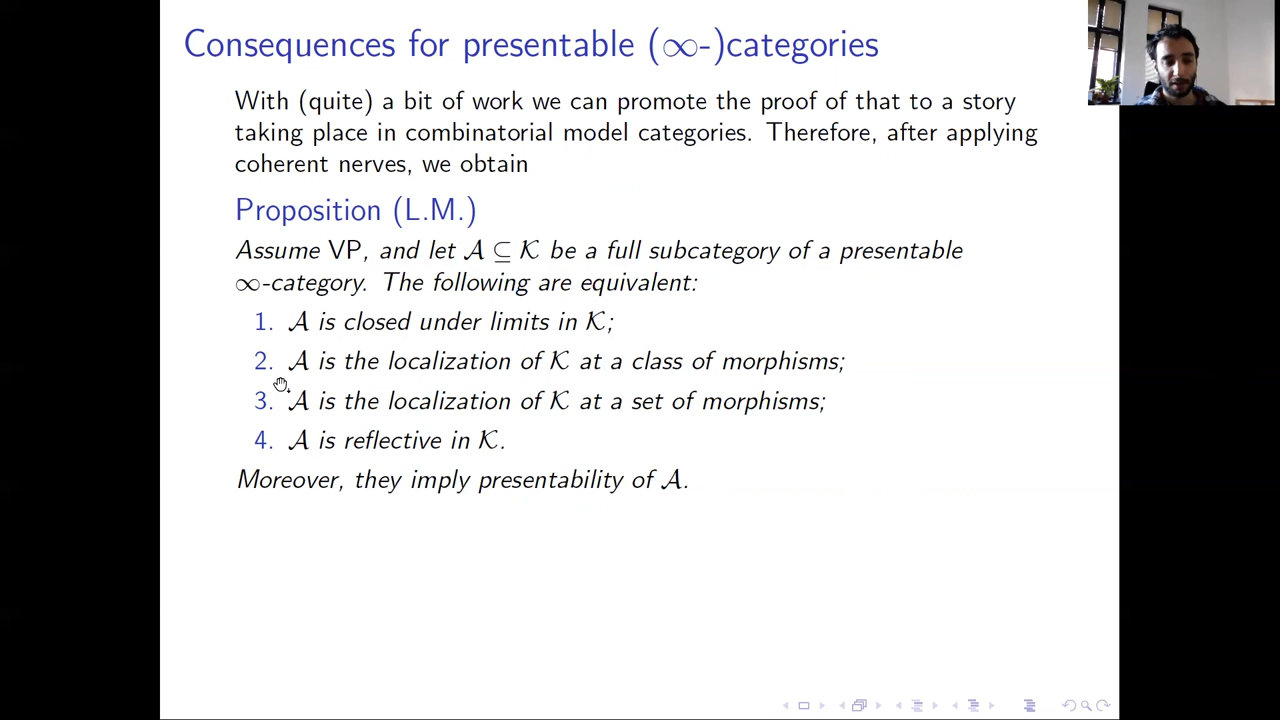 Consequences for presentable (∞-)categories
With (quite) a bit of work we can promote the proof of that to a story
taking place in combinatorial model categories. Therefore, after applying
coherent nerves, we obtain
Proposition (L.M.)
Assume VP, and let 𝒜 ⊆ 𝒦 be a full subcategory of a presentable
∞-category. The following are equivalent:
1. 𝒜 is closed under limits in 𝒦;
2. 𝒜 is the localization of 𝒦 at a class of morphisms;
3. 𝒜 is the localization of 𝒦 at a set of morphisms;
4. 𝒜 is reflective in 𝒦.
Moreover, they imply presentability of 𝒜.